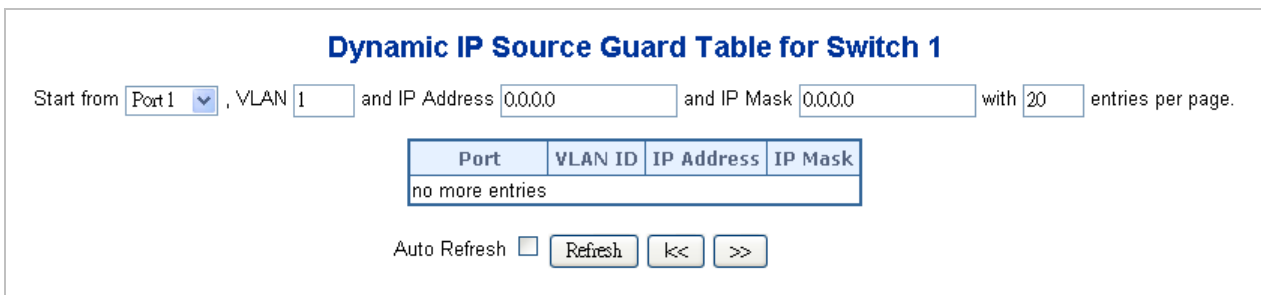 Dynamic IP Source Guard Table for Switch 1
Start from Port 1 , VLAN 1 and IP Address 0.0.0.0 and IP Mask 0.0.0.0 with 20 entries per page.
Port VLAN ID IP Address IP Mask
no more entries
Auto Refresh Refresh |<< >>